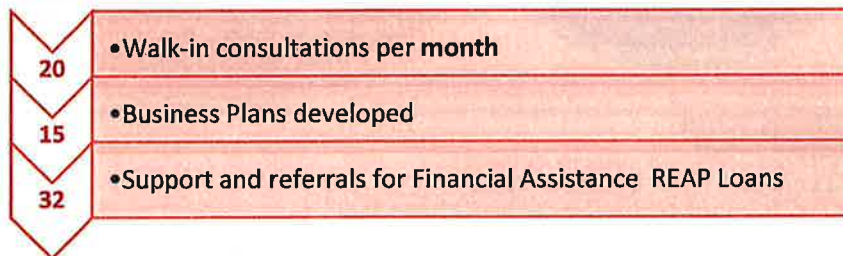 20 •Walk-in consultations per month
15 •Business Plans developed
32 •Support and referrals for Financial Assistance REAP Loans